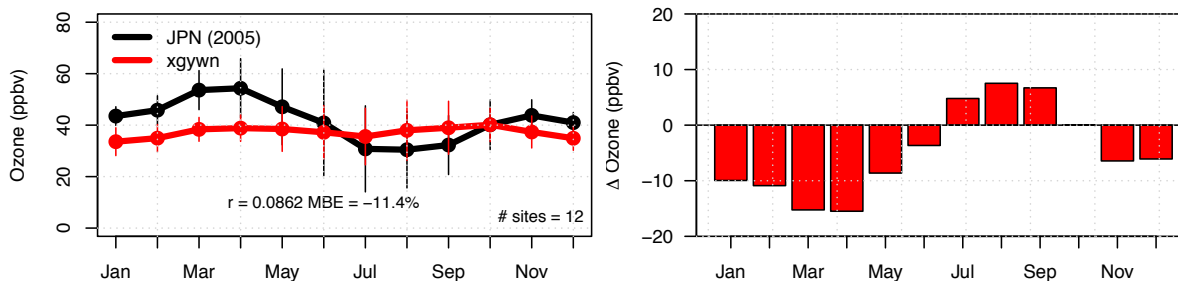 Ozone (ppbv)
80
60
40
20
0
JPN (2005)
xgywn
r = 0.0862 MBE = −11.4%
# sites = 12
Jan Mar May Jul Sep Nov
Δ Ozone (ppbv)
20
10
0
−10
−20
Jan Mar May Jul Sep Nov